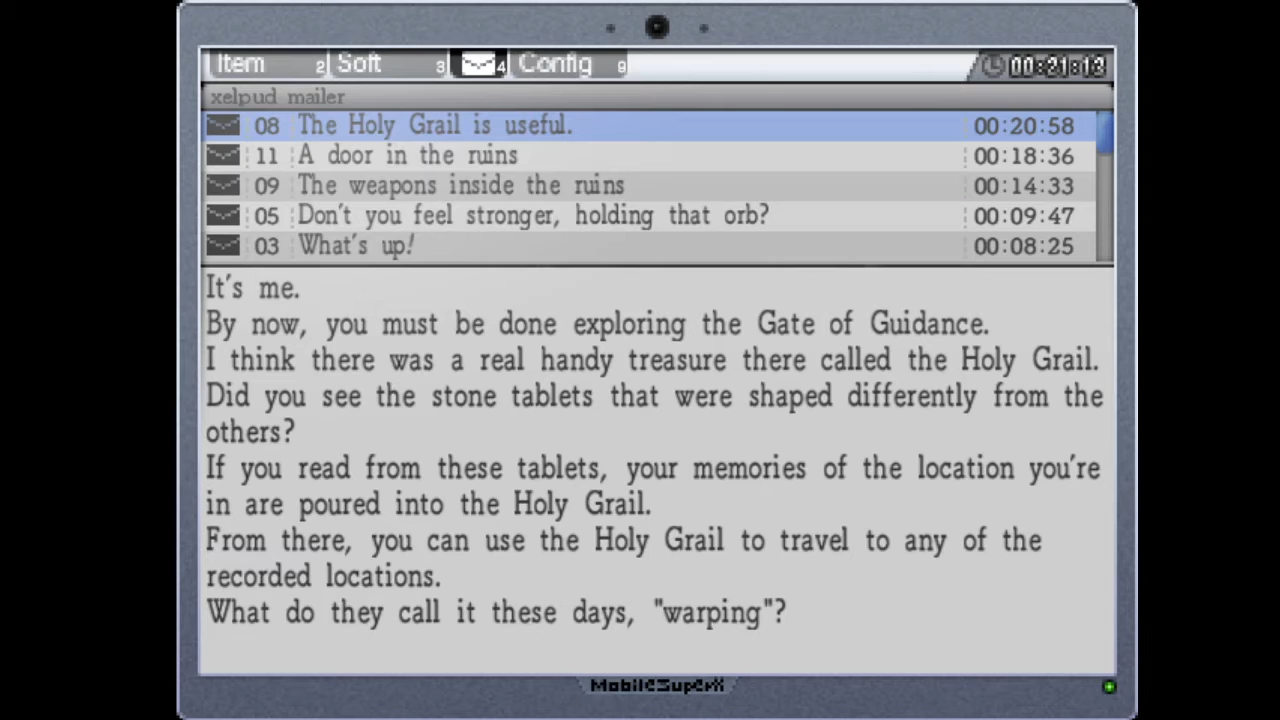 Item 2 Soft 3 4 Config 9 00:21:12
xelpud mailer
08 The Holy Grail is useful. 00:20:58
11 A door in the ruins 00:18:36
09 The weapons inside the ruins 00:14:33
05 Don't you feel stronger, holding that orb? 00:09:47
03 What's up! 00:08:25
It's me.
By now, you must be done exploring the Gate of Guidance.
I think there was a real handy treasure there called the Holy Grail.
Did you see the stone tablets that were shaped differently from the
others?
If you read from these tablets, your memories of the location you're
in are poured into the Holy Grail.
From there, you can use the Holy Grail to travel to any of the
recorded locations.
What do they call it these days, "warping"?
MobileSuperX